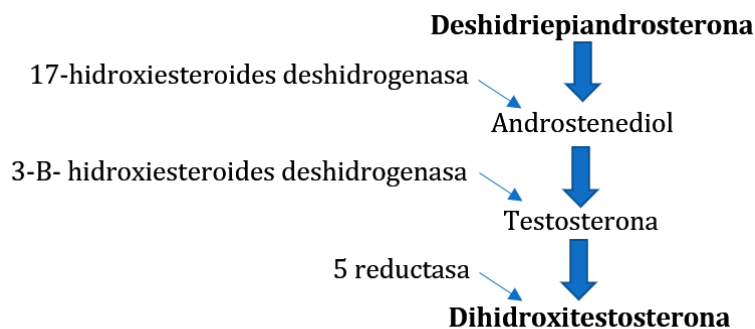 Deshidriepiandrosterona
17-hidroxiesteroides deshidrogenasa
Androstenediol
3-B- hidroxiesteroides deshidrogenasa
Testosterona
5 reductasa
Dihidroxitestosterona